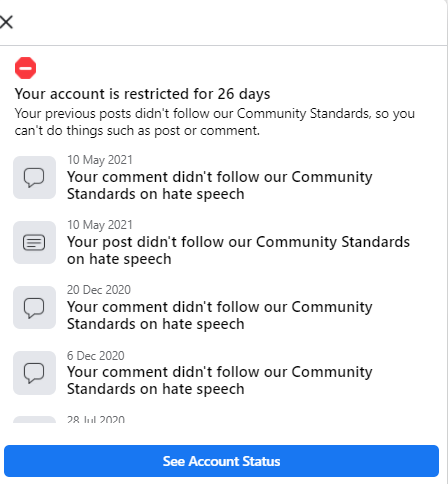 Your account is restricted for 26 days
Your previous posts didn't follow our Community Standards, so you
can't do things such as post or comment.
10 May 2021
Your comment didn't follow our Community
Standards on hate speech
10 May 2021
Your post didn't follow our Community Standards
on hate speech
20 Dec 2020
Your comment didn't follow our Community
Standards on hate speech
6 Dec 2020
Your comment didn't follow our Community
Standards on hate speech
28 Jul 2020
See Account Status